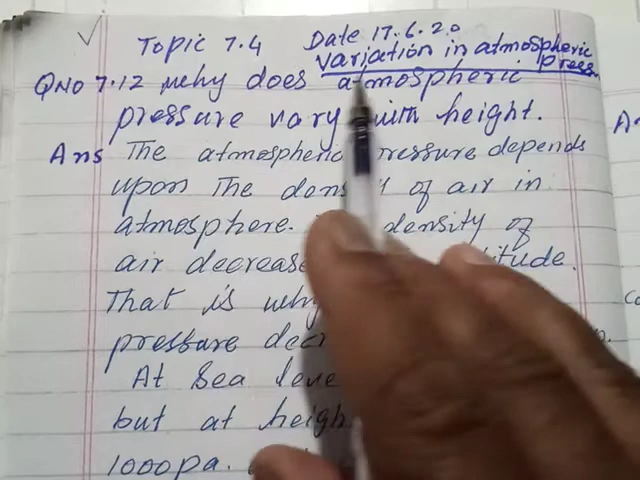 Topic 7.4 Date 17.6.20
variation in atmospheric press.
QNO 7.12 why does atmospheric
pressure vary with height.
Ans The atmospheric pressure depends
upon The density of air in
atmosphere. density of
air decrease
That is why
pressure
At Sea leve
but at heigh
1000pa.